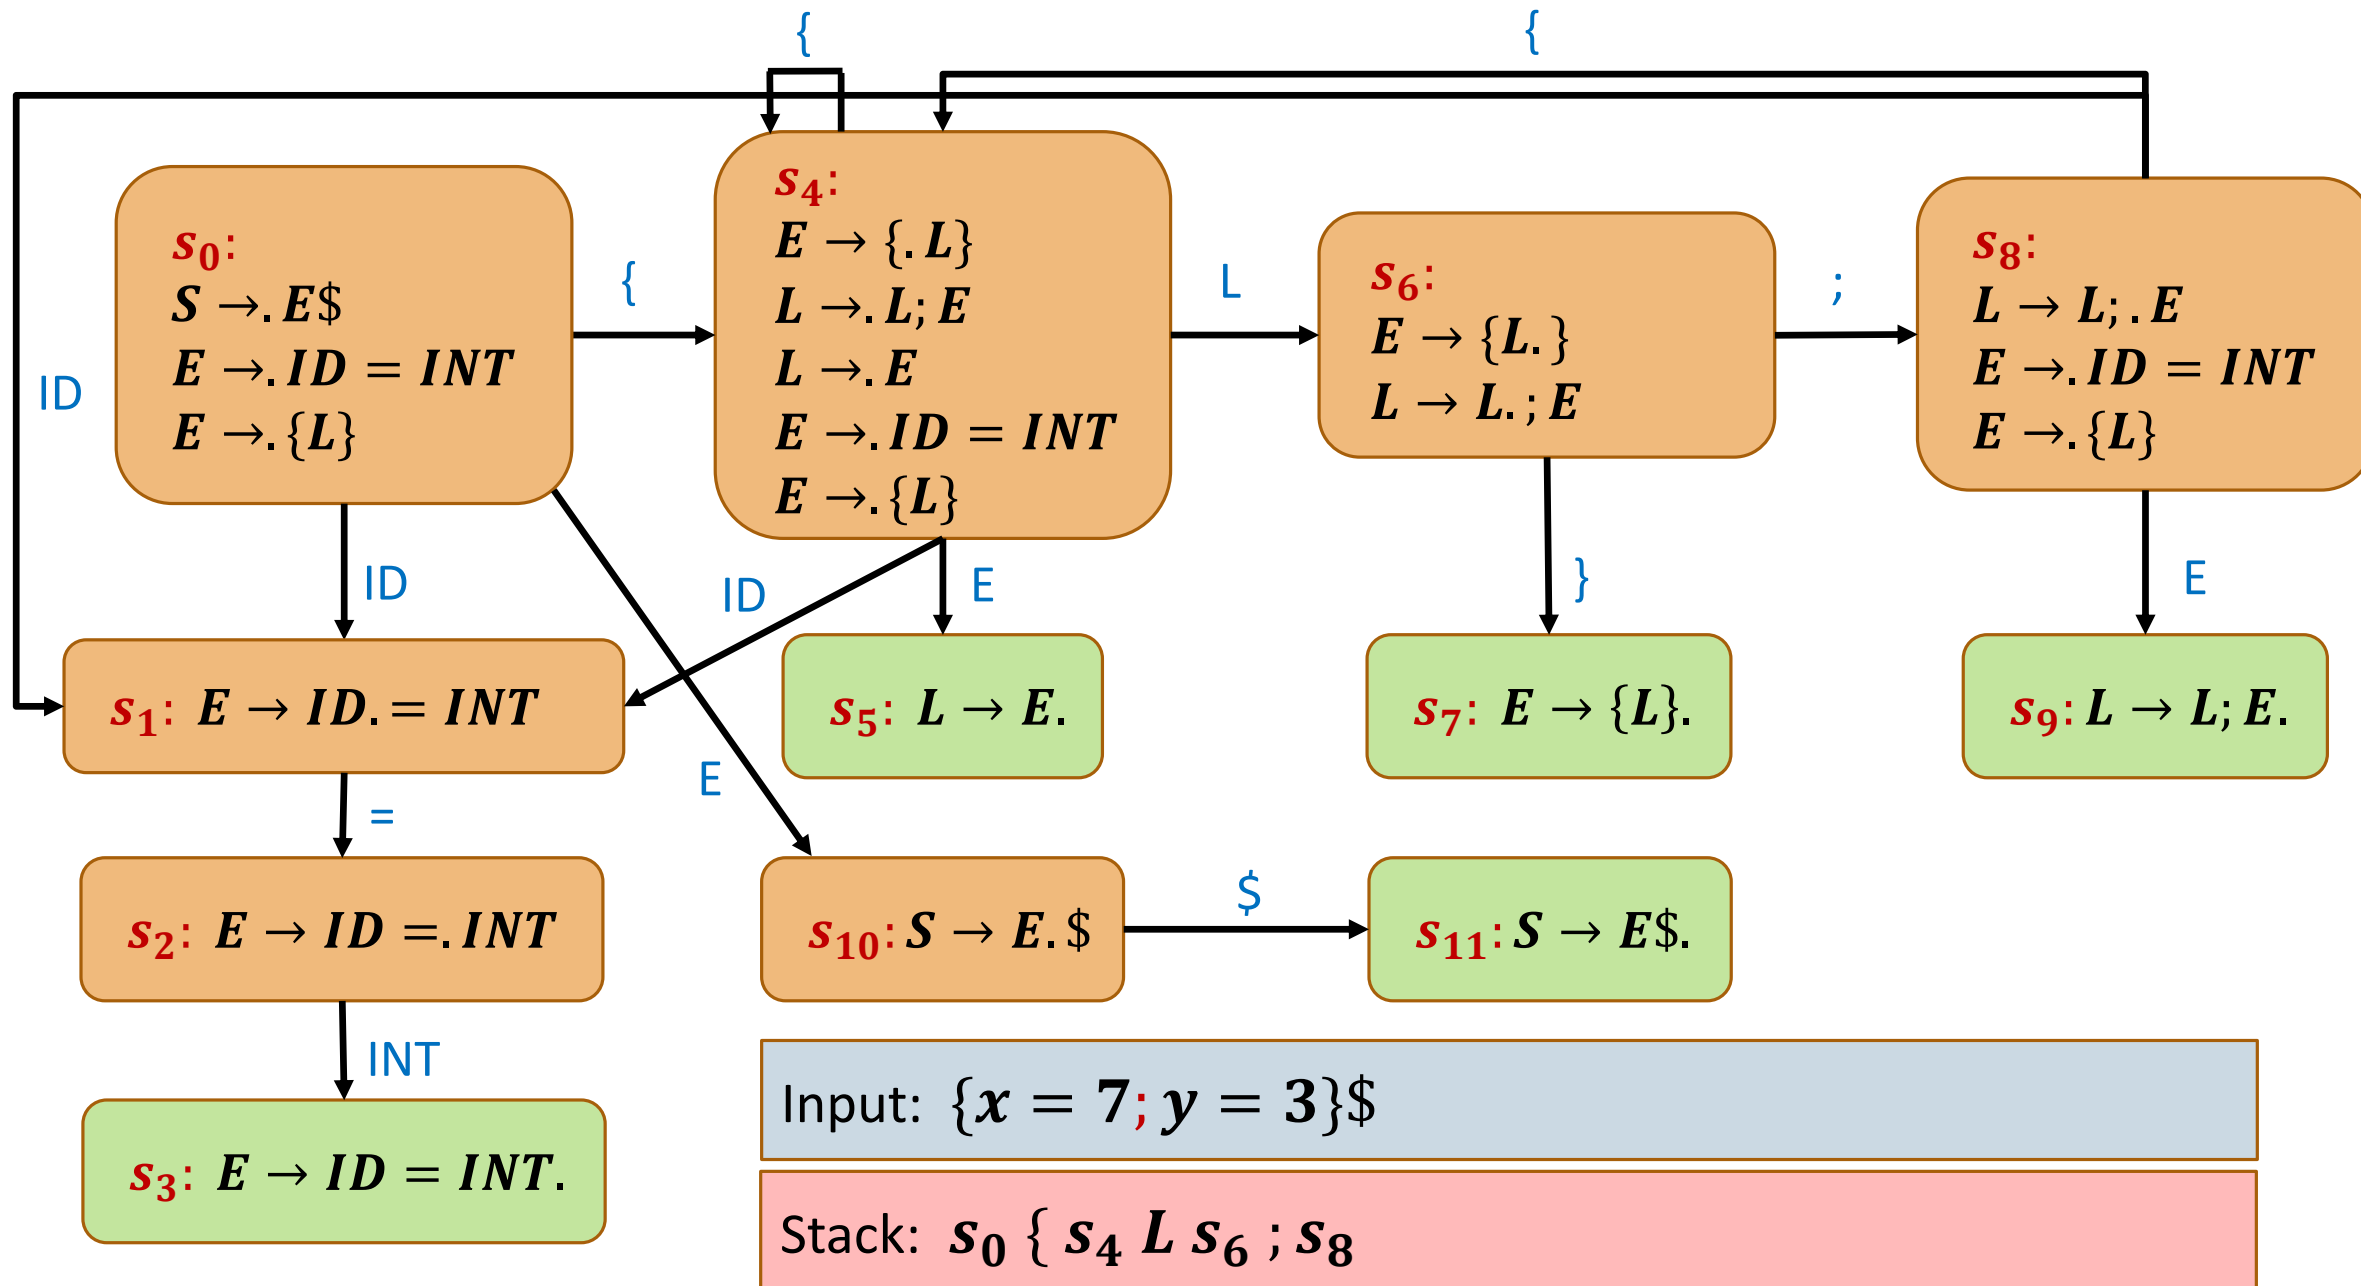 {
{
s₀:
S →. E$
E →. ID = INT
E →. {L}
{
s₄:
E → {. L}
L →. L; E
L →. E
E →. ID = INT
E →. {L}
L
s₆:
E → {L. }
L → L. ; E
;
s₈:
L → L; . E
E →. ID = INT
E →. {L}
ID
ID
ID
E
}
E
s₁: E → ID. = INT
s₅: L → E.
s₇: E → {L}.
s₉: L → L; E.
=
E
s₂: E → ID =. INT
s₁₀: S → E. $
$
s₁₁: S → E$.
INT
s₃: E → ID = INT.
Input: {x = 7; y = 3}$
Stack: s₀ { s₄ L s₆ ; s₈